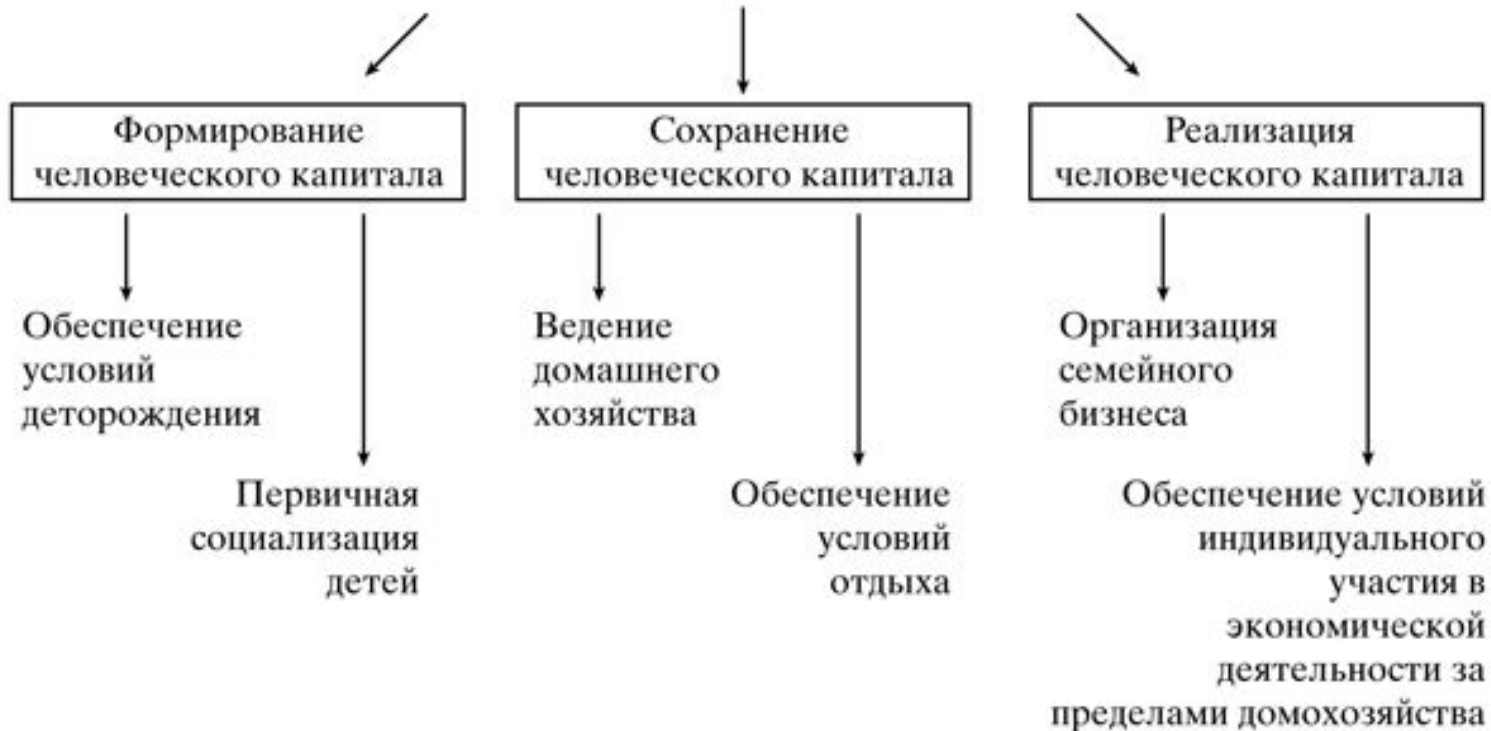 Формирование
человеческого капитала
Сохранение
человеческого капитала
Реализация
человеческого капитала
Обеспечение
условий
деторождения
Первичная
социализация
детей
Ведение
домашнего
хозяйства
Обеспечение
условий
отдыха
Организация
семейного
бизнеса
Обеспечение условий
индивидуального
участия в
экономической
деятельности за
пределами домохозяйства